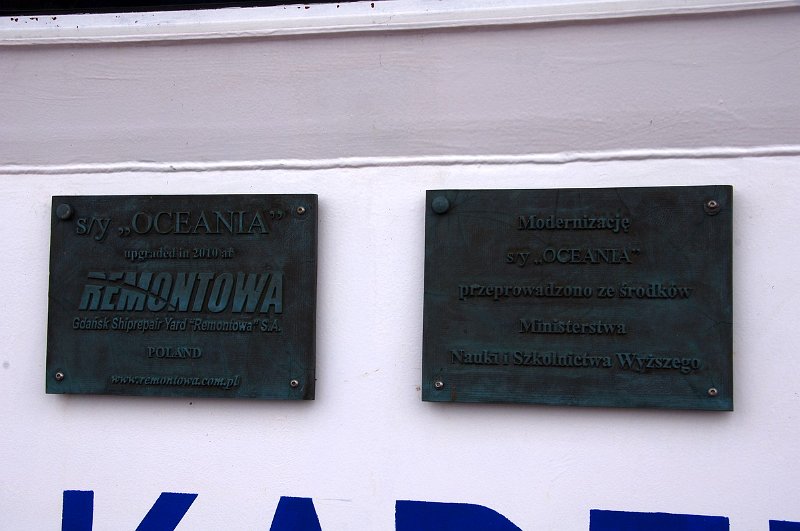 s/y „OCEANIA”
upgraded in 2010 at:
REMONTOWA
Gdańsk Shiprepair Yard "Remontowa" S.A.
POLAND
www.remontowa.com.pl
Modernizację
s/y „OCEANIA”
przeprowadzono ze środków
Ministerstwa
Nauki i Szkolnictwa Wyższego